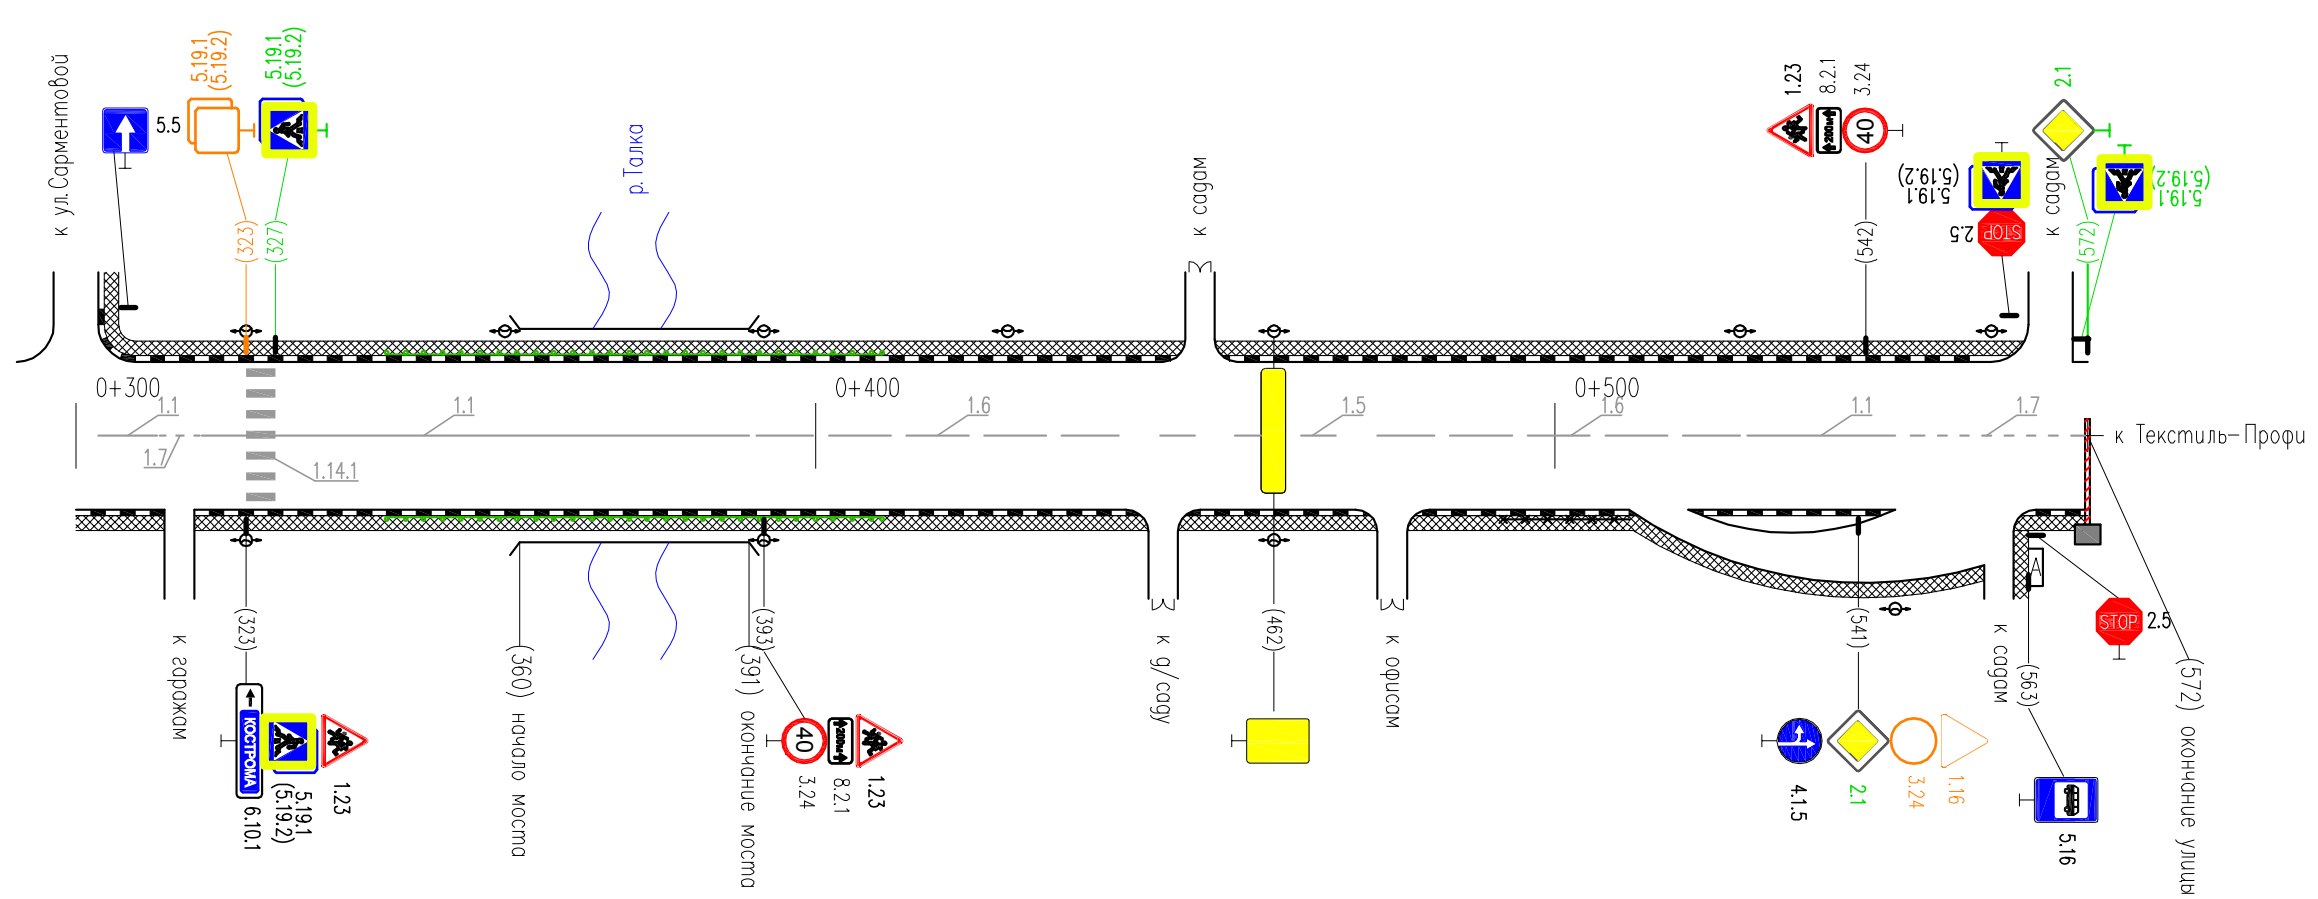 к ул.Сарментовой
5.5
5.19.1
(5.19.2)
5.19.1
(5.19.2)
(323)
(327)
р.Талка
к садам
1.23
8.2.1
3.24
200м
40
(542)
5.19.1
(5.19.2)
STOP
2.5
к садам
2.1
(572)
5.19.1
(5.19.2)
0+300
0+400
0+500
1.1
1.7
1.1
1.14.1
1.6
1.5
1.6
1.1
1.7
к Текстиль-Профи
к гаражам
(323)
КОСТРОМА
6.10.1
5.19.1
(5.19.2)
1.23
(360) начало моста
(391) окончание моста
(393)
40
200м
3.24
8.2.1
1.23
к д/саду
(462)
к офисам
(541)
4.1.5
2.1
3.24
1.16
к садам
(563)
А
5.16
STOP
2.5
(572) окончание улицы